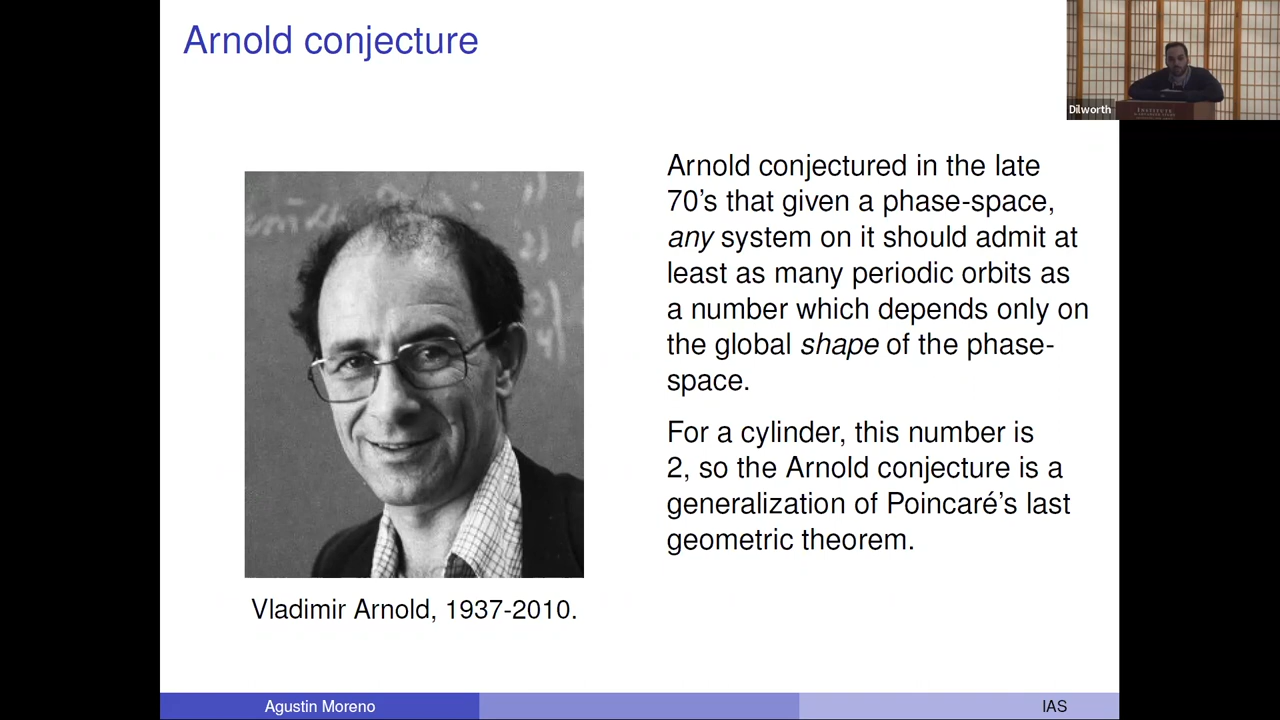 Arnold conjecture
Dilworth
INSTITUTE
Arnold conjectured in the late
70's that given a phase-space,
any system on it should admit at
least as many periodic orbits as
a number which depends only on
the global shape of the phase-
space.
For a cylinder, this number is
2, so the Arnold conjecture is a
generalization of Poincaré's last
geometric theorem.
Vladimir Arnold, 1937-2010.
Agustin Moreno
IAS